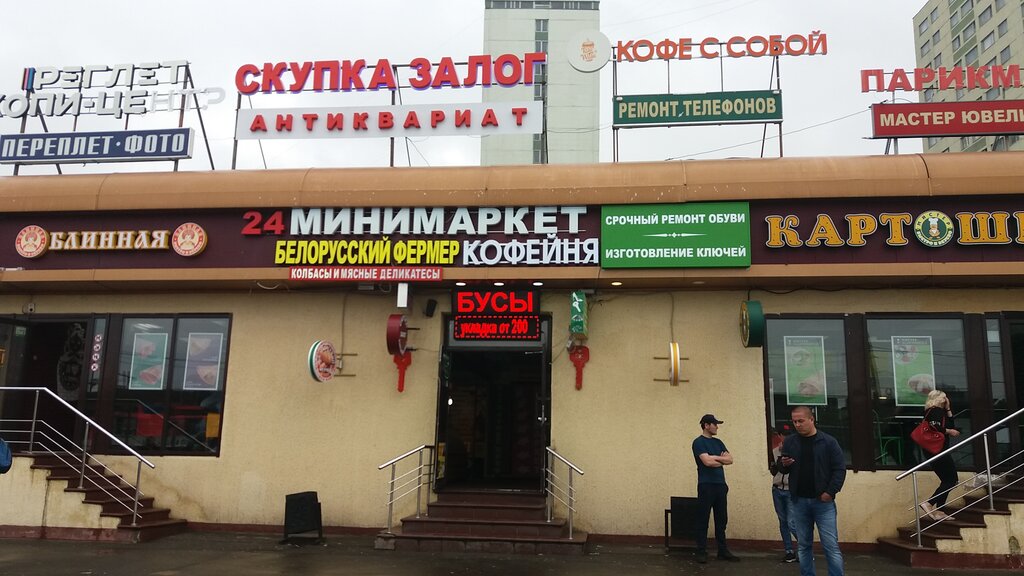 РЕГЛЕТ
КОПИ-ЦЕНТР
ПЕРЕПЛЕТ·ФОТО
СКУПКА ЗАЛОГ
АНТИКВАРИАТ
КОФЕ С СОБОЙ
РЕМОНТ ТЕЛЕФОНОВ
ПАРИКМ
МАСТЕР ЮВЕЛИ
БЛИННАЯ
24 МИНИМАРКЕТ
БЕЛОРУССКИЙ ФЕРМЕР КОФЕЙНЯ
КОЛБАСЫ И МЯСНЫЕ ДЕЛИКАТЕСЫ
СРОЧНЫЙ РЕМОНТ ОБУВИ
ИЗГОТОВЛЕНИЕ КЛЮЧЕЙ
КАРТОШ
БУСЫ
укладка от 200